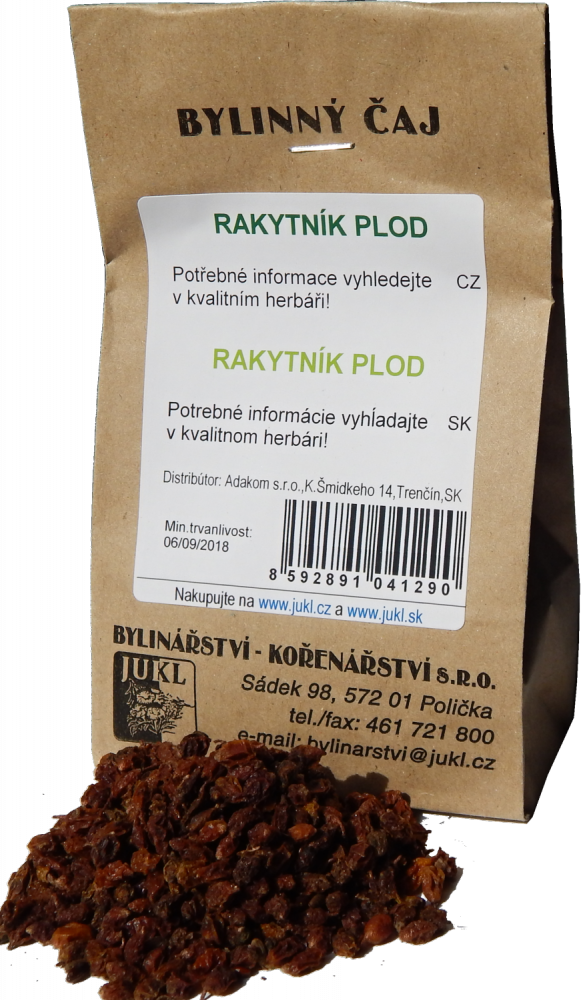 BYLINNÝ ČAJ
RAKYTNÍK PLOD
Potřebné informace vyhledejte CZ
v kvalitním herbáři!
RAKYTNÍK PLOD
Potrebné informácie vyhĺadajte SK
v kvalitnom herbári!
Distribútor: Adakom s.r.o.,K.Šmidkeho 14,Trenčín,SK
Min.trvanlivost:
06/09/2018
8 592891 041290
Nakupujte na www.jukl.cz a www.jukl.sk
BYLINÁŘSTVÍ - KOŘENÁŘSTVÍ s.r.o.
JUKL
Sádek 98, 572 01 Polička
tel./fax: 461 721 800
e-mail: bylinarstvi@jukl.cz